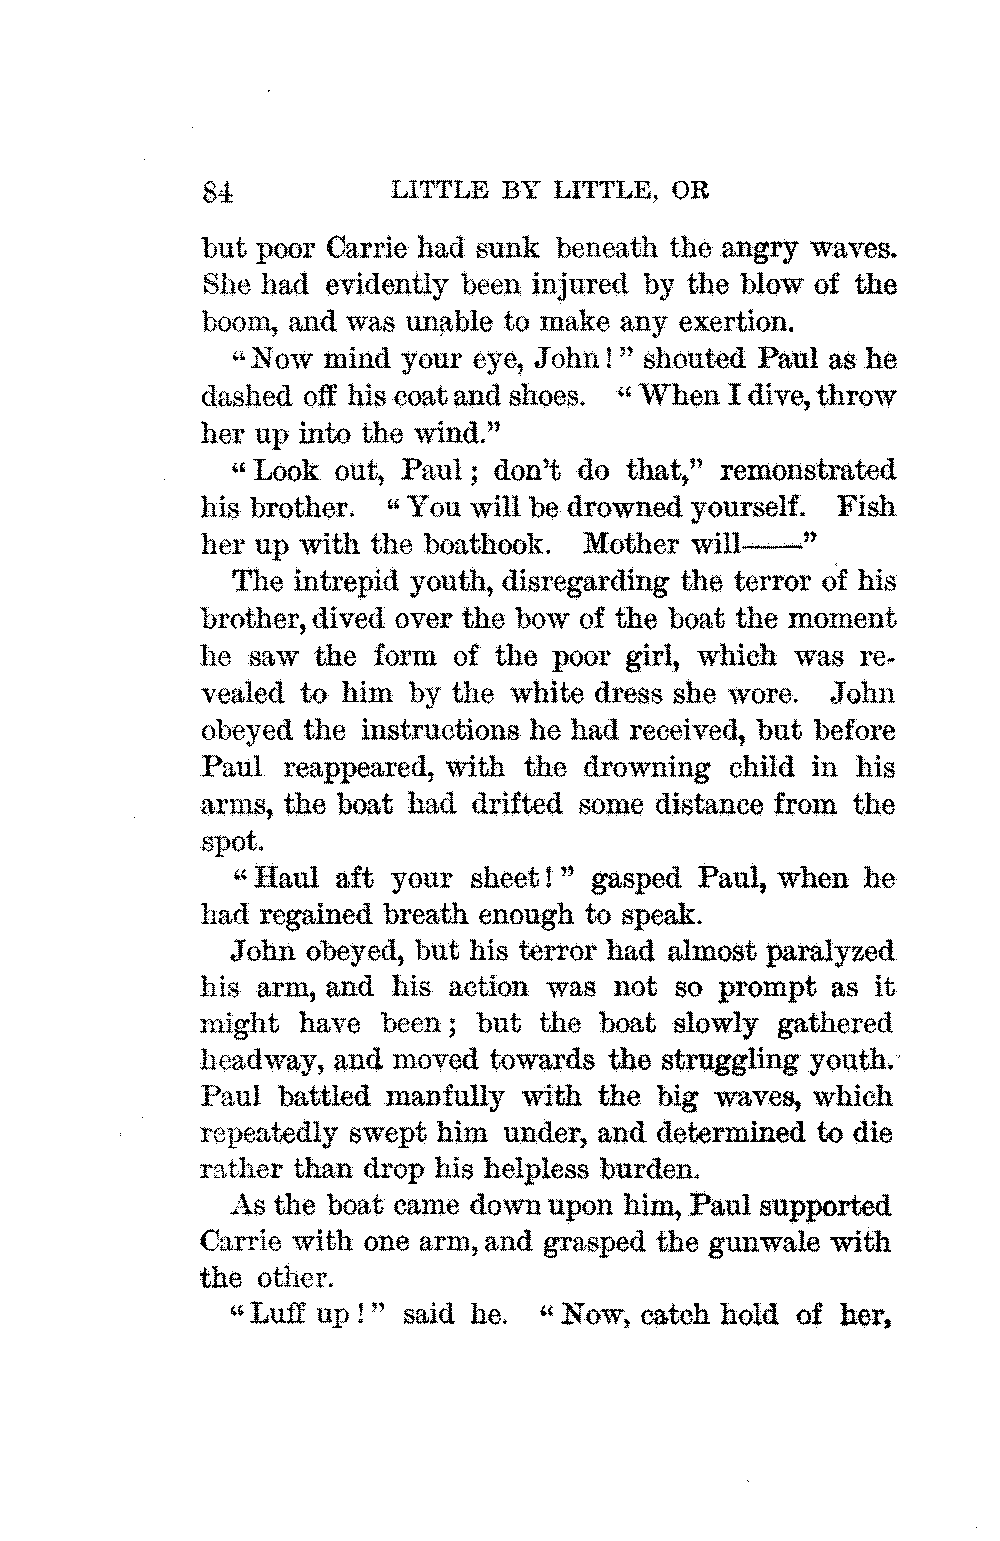 84 LITTLE BY LITTLE, OR
but poor Carrie had sunk beneath the angry waves.
She had evidently been injured by the blow of the
boom, and was unable to make any exertion.
“Now mind your eye, John!” shouted Paul as he
dashed off his coat and shoes. “When I dive, throw
her up into the wind.”
“Look out, Paul; don't do that,” remonstrated
his brother. “You will be drowned yourself. Fish
her up with the boathook. Mother will——”
The intrepid youth, disregarding the terror of his
brother, dived over the bow of the boat the moment
he saw the form of the poor girl, which was re-
vealed to him by the white dress she wore. John
obeyed the instructions he had received, but before
Paul reappeared, with the drowning child in his
arms, the boat had drifted some distance from the
spot.
“Haul aft your sheet!” gasped Paul, when he
had regained breath enough to speak.
John obeyed, but his terror had almost paralyzed
his arm, and his action was not so prompt as it
might have been; but the boat slowly gathered
headway, and moved towards the struggling youth.
Paul battled manfully with the big waves, which
repeatedly swept him under, and determined to die
rather than drop his helpless burden.
As the boat came down upon him, Paul supported
Carrie with one arm, and grasped the gunwale with
the other.
“Luff up!” said he. “Now, catch hold of her,